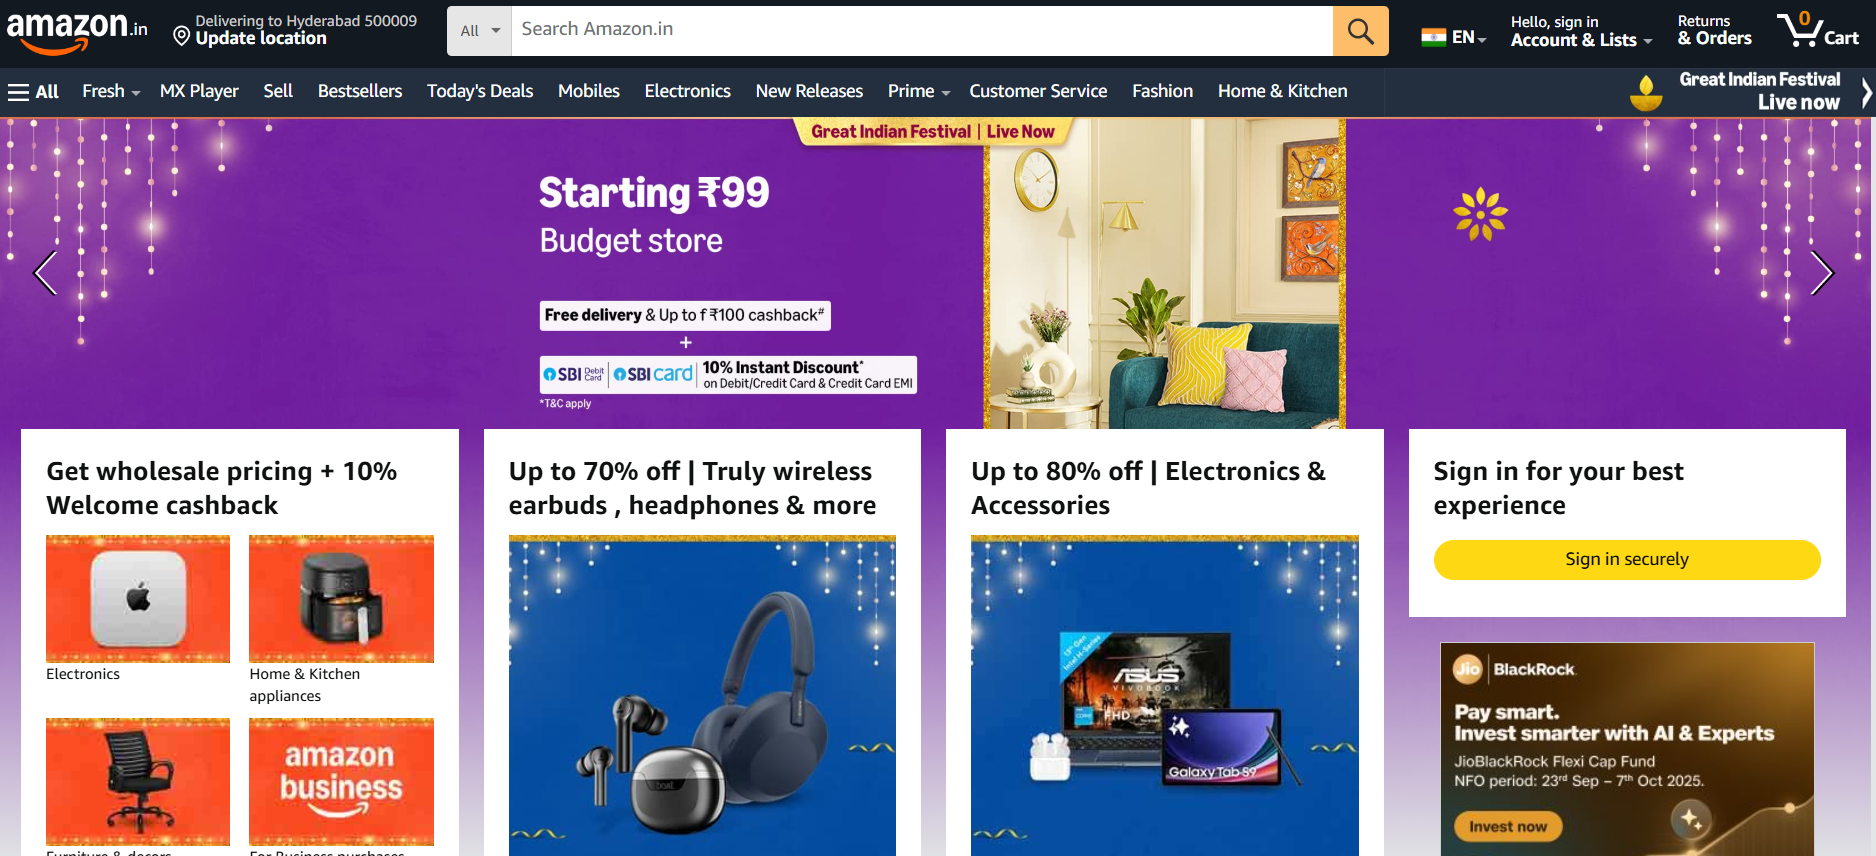 amazon.in
Delivering to Hyderabad 500009
Update location
All
Search Amazon.in
EN
Hello, sign in
Account & Lists
Returns
& Orders
0
Cart
All
Fresh
MX Player
Sell
Bestsellers
Today's Deals
Mobiles
Electronics
New Releases
Prime
Customer Service
Fashion
Home & Kitchen
Great Indian Festival
Live now
Great Indian Festival | Live Now
Starting ₹99
Budget store
Free delivery & Up to f ₹100 cashback#
+
SBI Debit Card | SBI card | 10% Instant Discount*
on Debit/Credit Card & Credit Card EMI
*T&C apply
Get wholesale pricing + 10%
Welcome cashback
Electronics
Home & Kitchen
appliances
amazon
business
Furniture & decors
For Business purchases
Up to 70% off | Truly wireless
earbuds , headphones & more
boAt
Up to 80% off | Electronics &
Accessories
13th Gen
Intel H-Series
ASUS
VIVOBOOK
FHD
Galaxy Tab S9
Sign in for your best
experience
Sign in securely
Jio | BlackRock
Pay smart.
Invest smarter with AI & Experts
JioBlackRock Flexi Cap Fund
NFO period: 23rd Sep – 7th Oct 2025.
Invest now